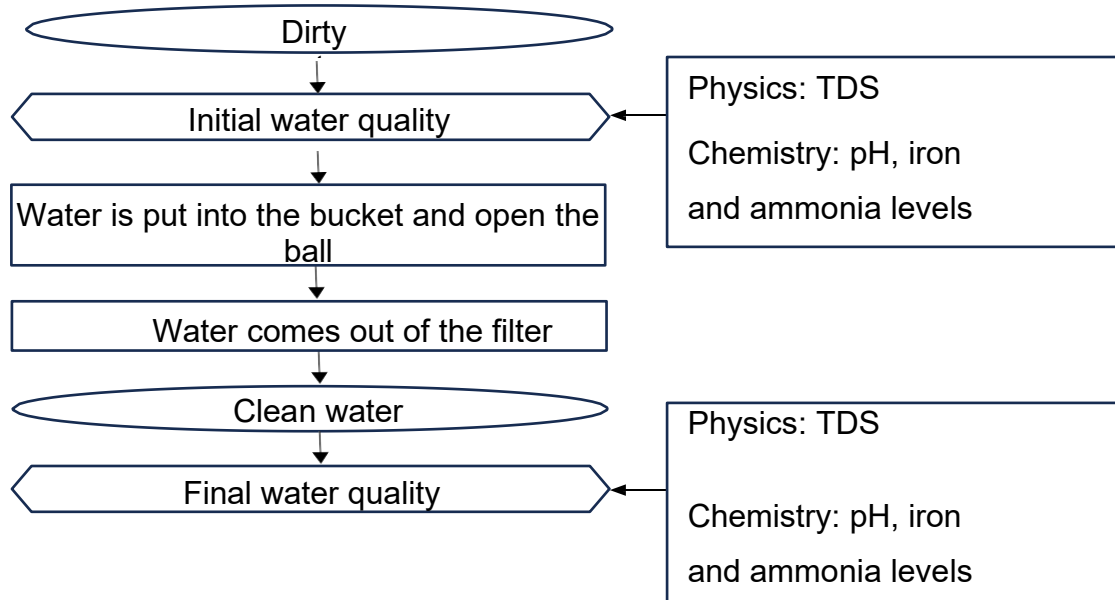 Dirty
Initial water quality
Physics: TDS
Chemistry: pH, iron
and ammonia levels
Water is put into the bucket and open the
ball
Water comes out of the filter
Clean water
Final water quality
Physics: TDS
Chemistry: pH, iron
and ammonia levels